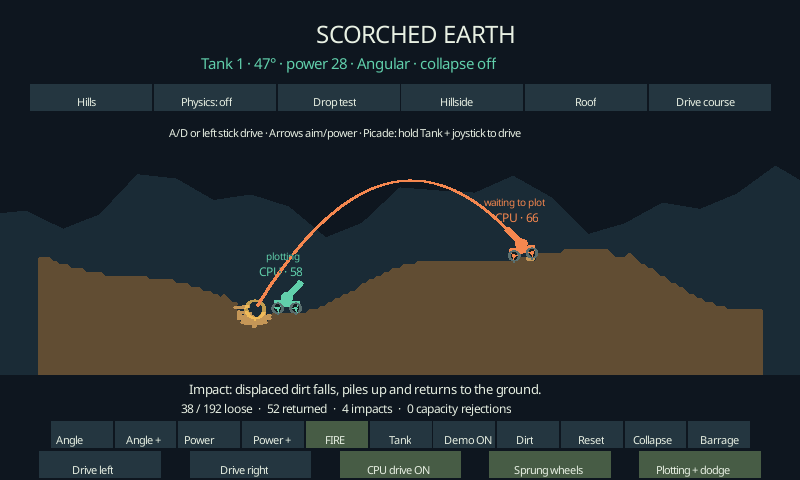 SCORCHED EARTH
Tank 1 · 47° · power 28 · Angular · collapse off
Hills Physics: off Drop test Hillside Roof Drive course
A/D or left stick drive · Arrows aim/power · Picade: hold Tank + joystick to drive
waiting to plot
CPU · 66
plotting
CPU · 58
Impact: displaced dirt falls, piles up and returns to the ground.
38 / 192 loose · 52 returned · 4 impacts · 0 capacity rejections
Angle Angle + Power Power + FIRE Tank Demo ON Dirt Reset Collapse Barrage
Drive left Drive right CPU drive ON Sprung wheels Plotting + dodge